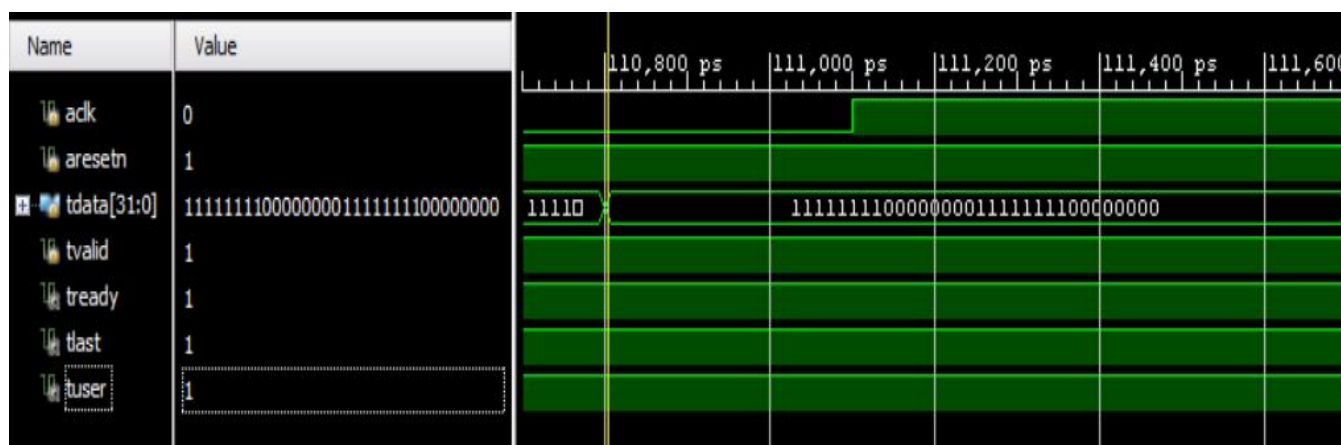 Name Value
110,800 ps 111,000 ps 111,200 ps 111,400 ps 111,600
aclk 0
aresetn 1
tdata[31:0] 11111111000000001111111100000000 1111 11111111000000001111111100000000
tvalid 1
tready 1
tlast 1
tuser 1